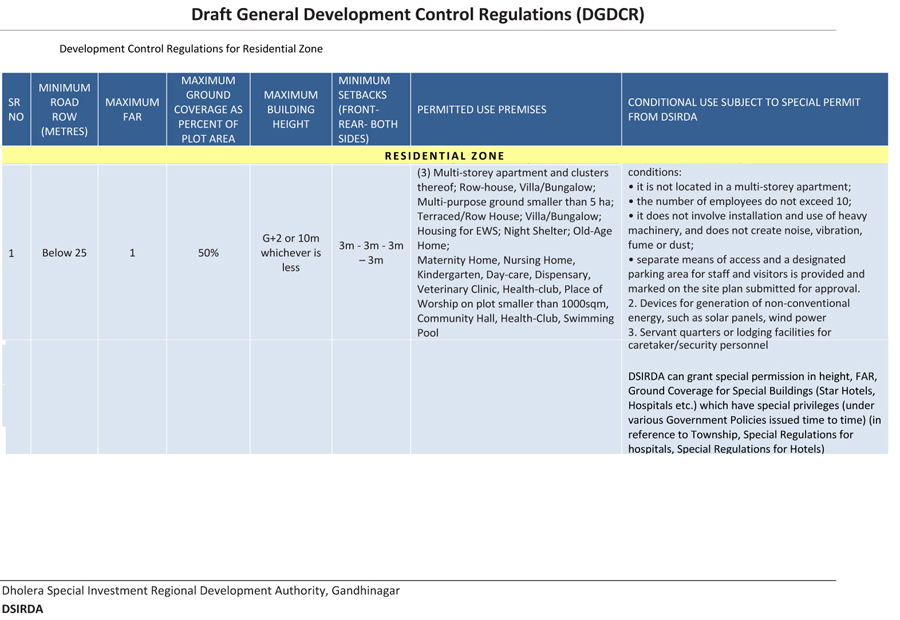 Draft General Development Control Regulations (DGDCR)
Development Control Regulations for Residential Zone
SR
NO
MINIMUM
ROAD
ROW
(METRES)
MAXIMUM
FAR
MAXIMUM
GROUND
COVERAGE AS
PERCENT OF
PLOT AREA
MAXIMUM
BUILDING
HEIGHT
MINIMUM
SETBACKS
(FRONT-
REAR- BOTH
SIDES)
PERMITTED USE PREMISES
CONDITIONAL USE SUBJECT TO SPECIAL PERMIT
FROM DSIRDA
RESIDENTIAL ZONE
1
Below 25
1
50%
G+2 or 10m
whichever is
less
3m - 3m - 3m
– 3m
(3) Multi-storey apartment and clusters
thereof; Row-house, Villa/Bungalow;
Multi-purpose ground smaller than 5 ha;
Terraced/Row House; Villa/Bungalow;
Housing for EWS; Night Shelter; Old-Age
Home;
Maternity Home, Nursing Home,
Kindergarten, Day-care, Dispensary,
Veterinary Clinic, Health-club, Place of
Worship on plot smaller than 1000sqm,
Community Hall, Health-Club, Swimming
Pool
conditions:
• it is not located in a multi-storey apartment;
• the number of employees do not exceed 10;
• it does not involve installation and use of heavy
machinery, and does not create noise, vibration,
fume or dust;
• separate means of access and a designated
parking area for staff and visitors is provided and
marked on the site plan submitted for approval.
2. Devices for generation of non-conventional
energy, such as solar panels, wind power
3. Servant quarters or lodging facilities for
caretaker/security personnel
DSIRDA can grant special permission in height, FAR,
Ground Coverage for Special Buildings (Star Hotels,
Hospitals etc.) which have special privileges (under
various Government Policies issued time to time) (in
reference to Township, Special Regulations for
hospitals, Special Regulations for Hotels)
Dholera Special Investment Regional Development Authority, Gandhinagar
DSIRDA